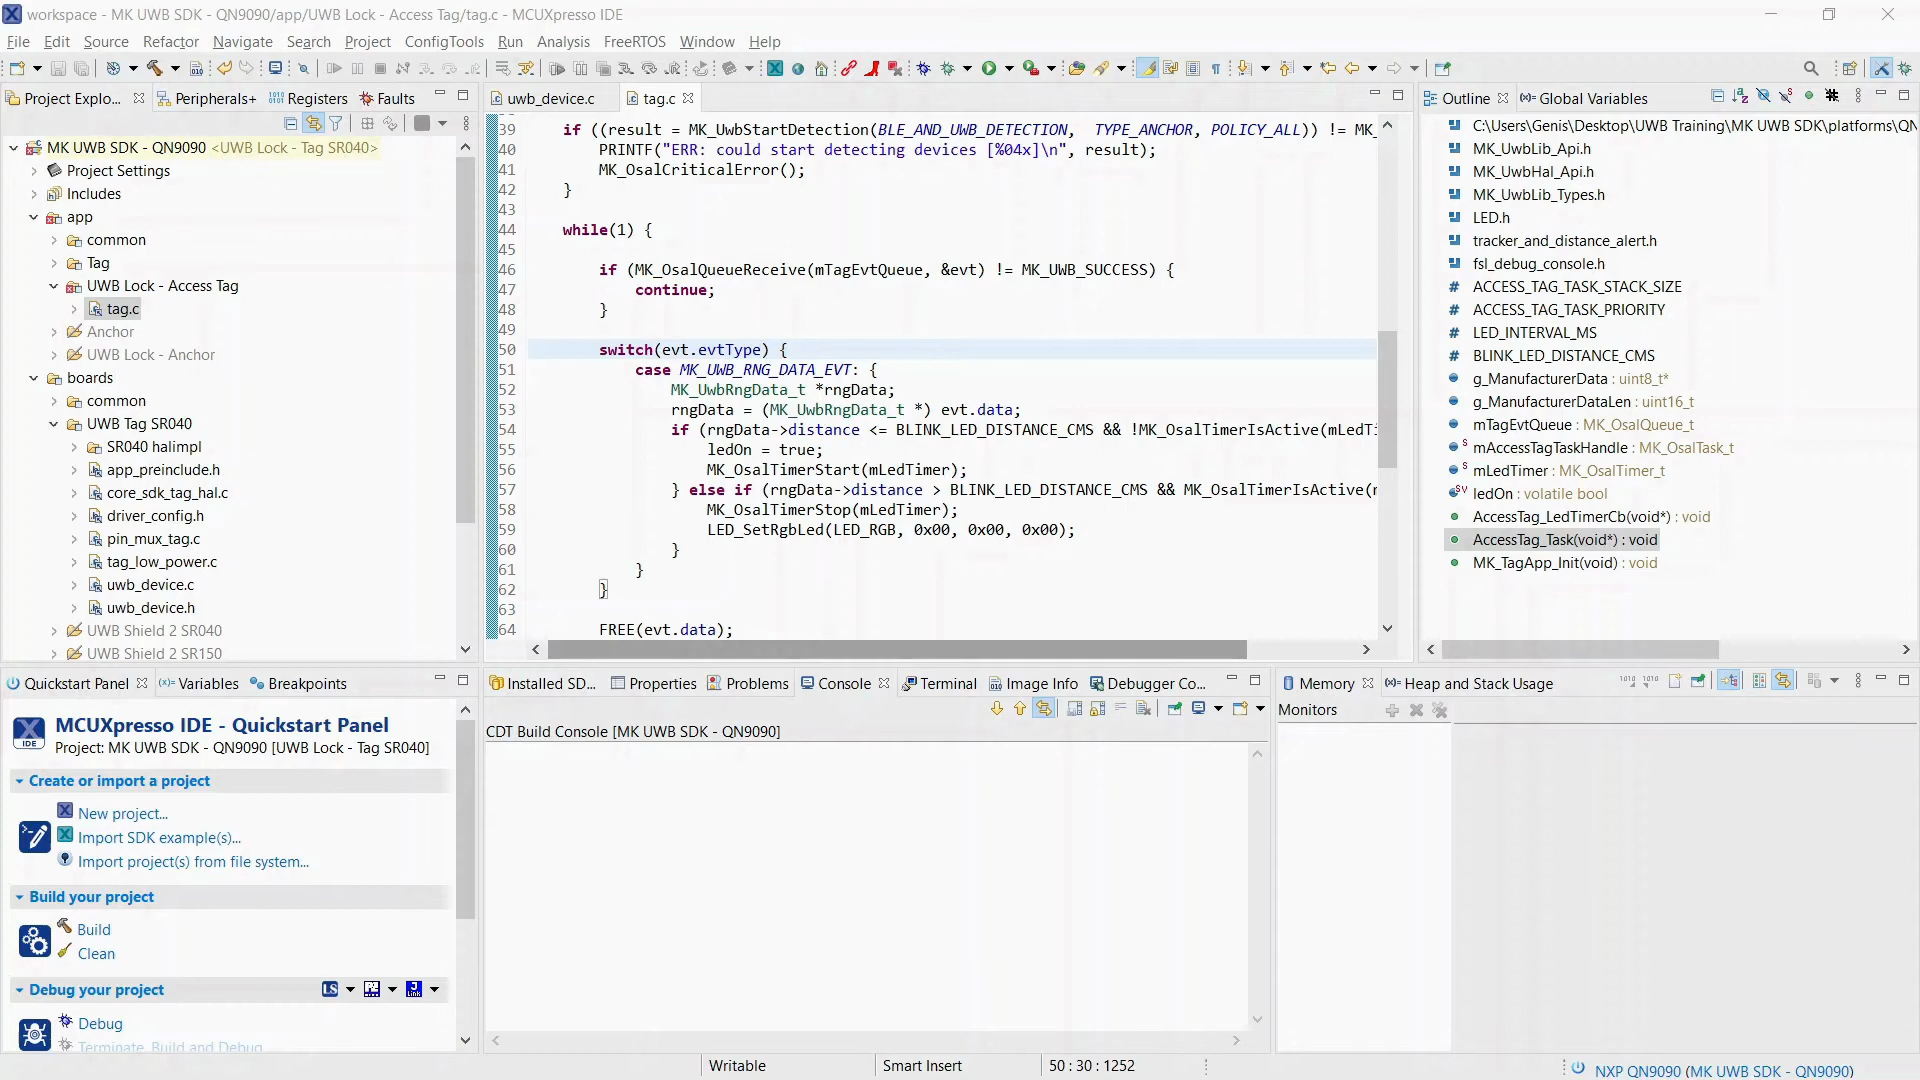 workspace - MK UWB SDK - QN9090/app/UWB Lock - Access Tag/tag.c - MCUXpresso IDE
File Edit Source Refactor Navigate Search Project ConfigTools Run Analysis FreeRTOS Window Help
Project Explo... Peripherals+ Registers Faults
MK UWB SDK - QN9090 <UWB Lock - Tag SR040>
Project Settings
Includes
app
common
Tag
UWB Lock - Access Tag
tag.c
Anchor
UWB Lock - Anchor
boards
common
UWB Tag SR040
SR040 halimpl
app_preinclude.h
core_sdk_tag_hal.c
driver_config.h
pin_mux_tag.c
tag_low_power.c
uwb_device.c
uwb_device.h
UWB Shield 2 SR040
UWB Shield 2 SR150
uwb_device.c tag.c
39 if ((result = MK_UwbStartDetection(BLE_AND_UWB_DETECTION, TYPE_ANCHOR, POLICY_ALL)) != MK_
40 PRINTF("ERR: could start detecting devices [%04x]\n", result);
41 MK_OsalCriticalError();
42 }
43
44 while(1) {
45
46 if (MK_OsalQueueReceive(mTagEvtQueue, &evt) != MK_UWB_SUCCESS) {
47 continue;
48 }
49
50 switch(evt.evtType) {
51 case MK_UWB_RNG_DATA_EVT: {
52 MK_UwbRngData_t *rngData;
53 rngData = (MK_UwbRngData_t *) evt.data;
54 if (rngData->distance <= BLINK_LED_DISTANCE_CMS && !MK_OsalTimerIsActive(mLedTi
55 ledOn = true;
56 MK_OsalTimerStart(mLedTimer);
57 } else if (rngData->distance > BLINK_LED_DISTANCE_CMS && MK_OsalTimerIsActive(m
58 MK_OsalTimerStop(mLedTimer);
59 LED_SetRgbLed(LED_RGB, 0x00, 0x00, 0x00);
60 }
61 }
62 }
63
64 FREE(evt.data);
Outline Global Variables
C:\Users\Genis\Desktop\UWB Training\MK UWB SDK\platforms\QN
MK_UwbLib_Api.h
MK_UwbHal_Api.h
MK_UwbLib_Types.h
LED.h
tracker_and_distance_alert.h
fsl_debug_console.h
ACCESS_TAG_TASK_STACK_SIZE
ACCESS_TAG_TASK_PRIORITY
LED_INTERVAL_MS
BLINK_LED_DISTANCE_CMS
g_ManufacturerData : uint8_t*
g_ManufacturerDataLen : uint16_t
mTagEvtQueue : MK_OsalQueue_t
mAccessTagTaskHandle : MK_OsalTask_t
mLedTimer : MK_OsalTimer_t
ledOn : volatile bool
AccessTag_LedTimerCb(void*) : void
AccessTag_Task(void*) : void
MK_TagApp_Init(void) : void
Quickstart Panel Variables Breakpoints
MCUXpresso IDE - Quickstart Panel
Project: MK UWB SDK - QN9090 [UWB Lock - Tag SR040]
Create or import a project
New project...
Import SDK example(s)...
Import project(s) from file system...
Build your project
Build
Clean
Debug your project
Debug
Terminate, Build and Debug
Installed SD... Properties Problems Console Terminal Image Info Debugger Co...
CDT Build Console [MK UWB SDK - QN9090]
Memory Heap and Stack Usage
Monitors
Writable Smart Insert 50 : 30 : 1252
NXP QN9090 (MK UWB SDK - QN9090)